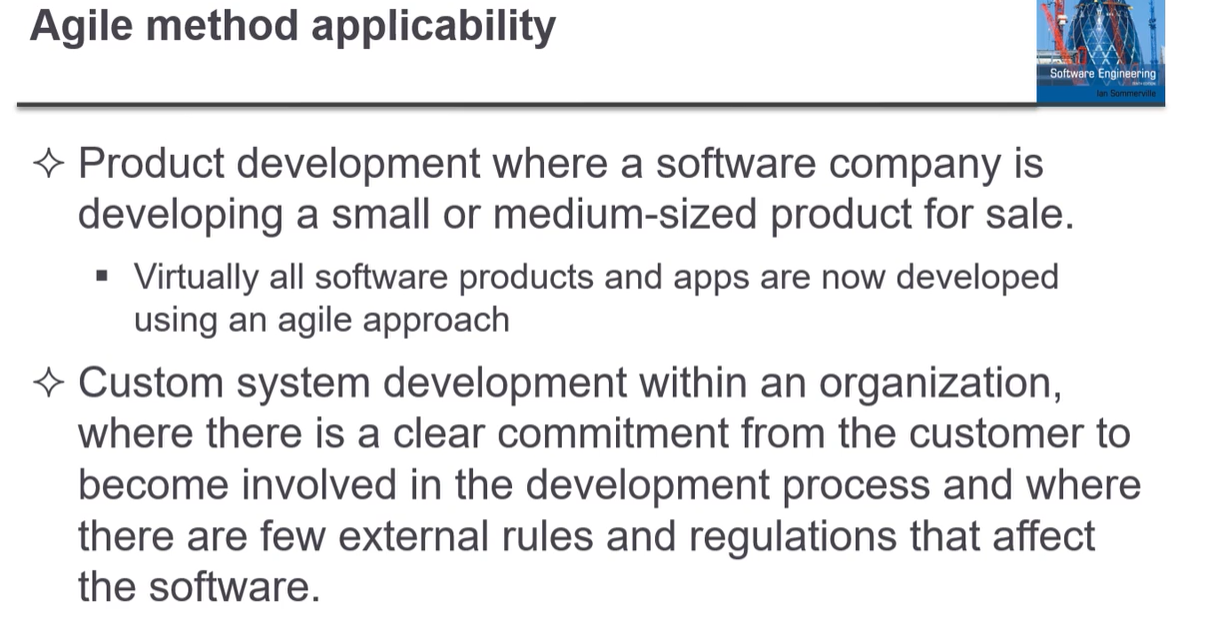 Agile method applicability
Software Engineering
Ian Sommerville
Product development where a software company is
developing a small or medium-sized product for sale.
Virtually all software products and apps are now developed
using an agile approach
Custom system development within an organization,
where there is a clear commitment from the customer to
become involved in the development process and where
there are few external rules and regulations that affect
the software.